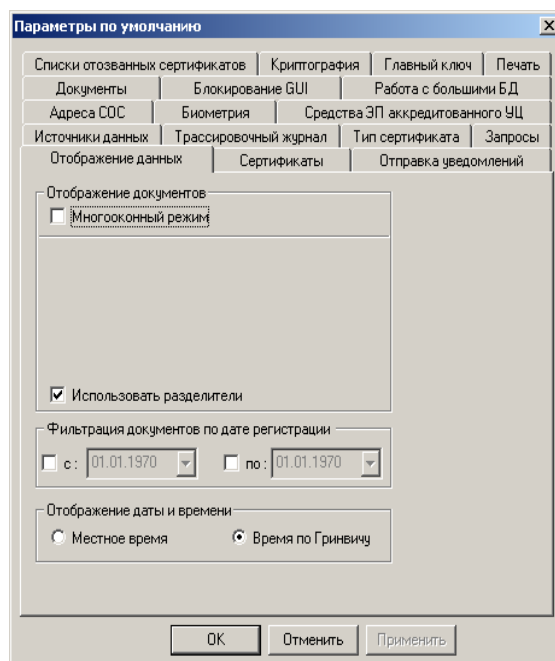 Параметры по умолчанию
Списки отозванных сертификатов Криптография Главный ключ Печать
Документы Блокирование GUI Работа с большими БД
Адреса СОС Биометрия Средства ЭП аккредитованного УЦ
Источники данных Трассировочный журнал Тип сертификата Запросы
Отображение данных Сертификаты Отправка уведомлений
Отображение документов
Многооконный режим
Использовать разделители
Фильтрация документов по дате регистрации
с : 01.01.1970 по : 01.01.1970
Отображение даты и времени
Местное время Время по Гринвичу
OK Отменить Применить